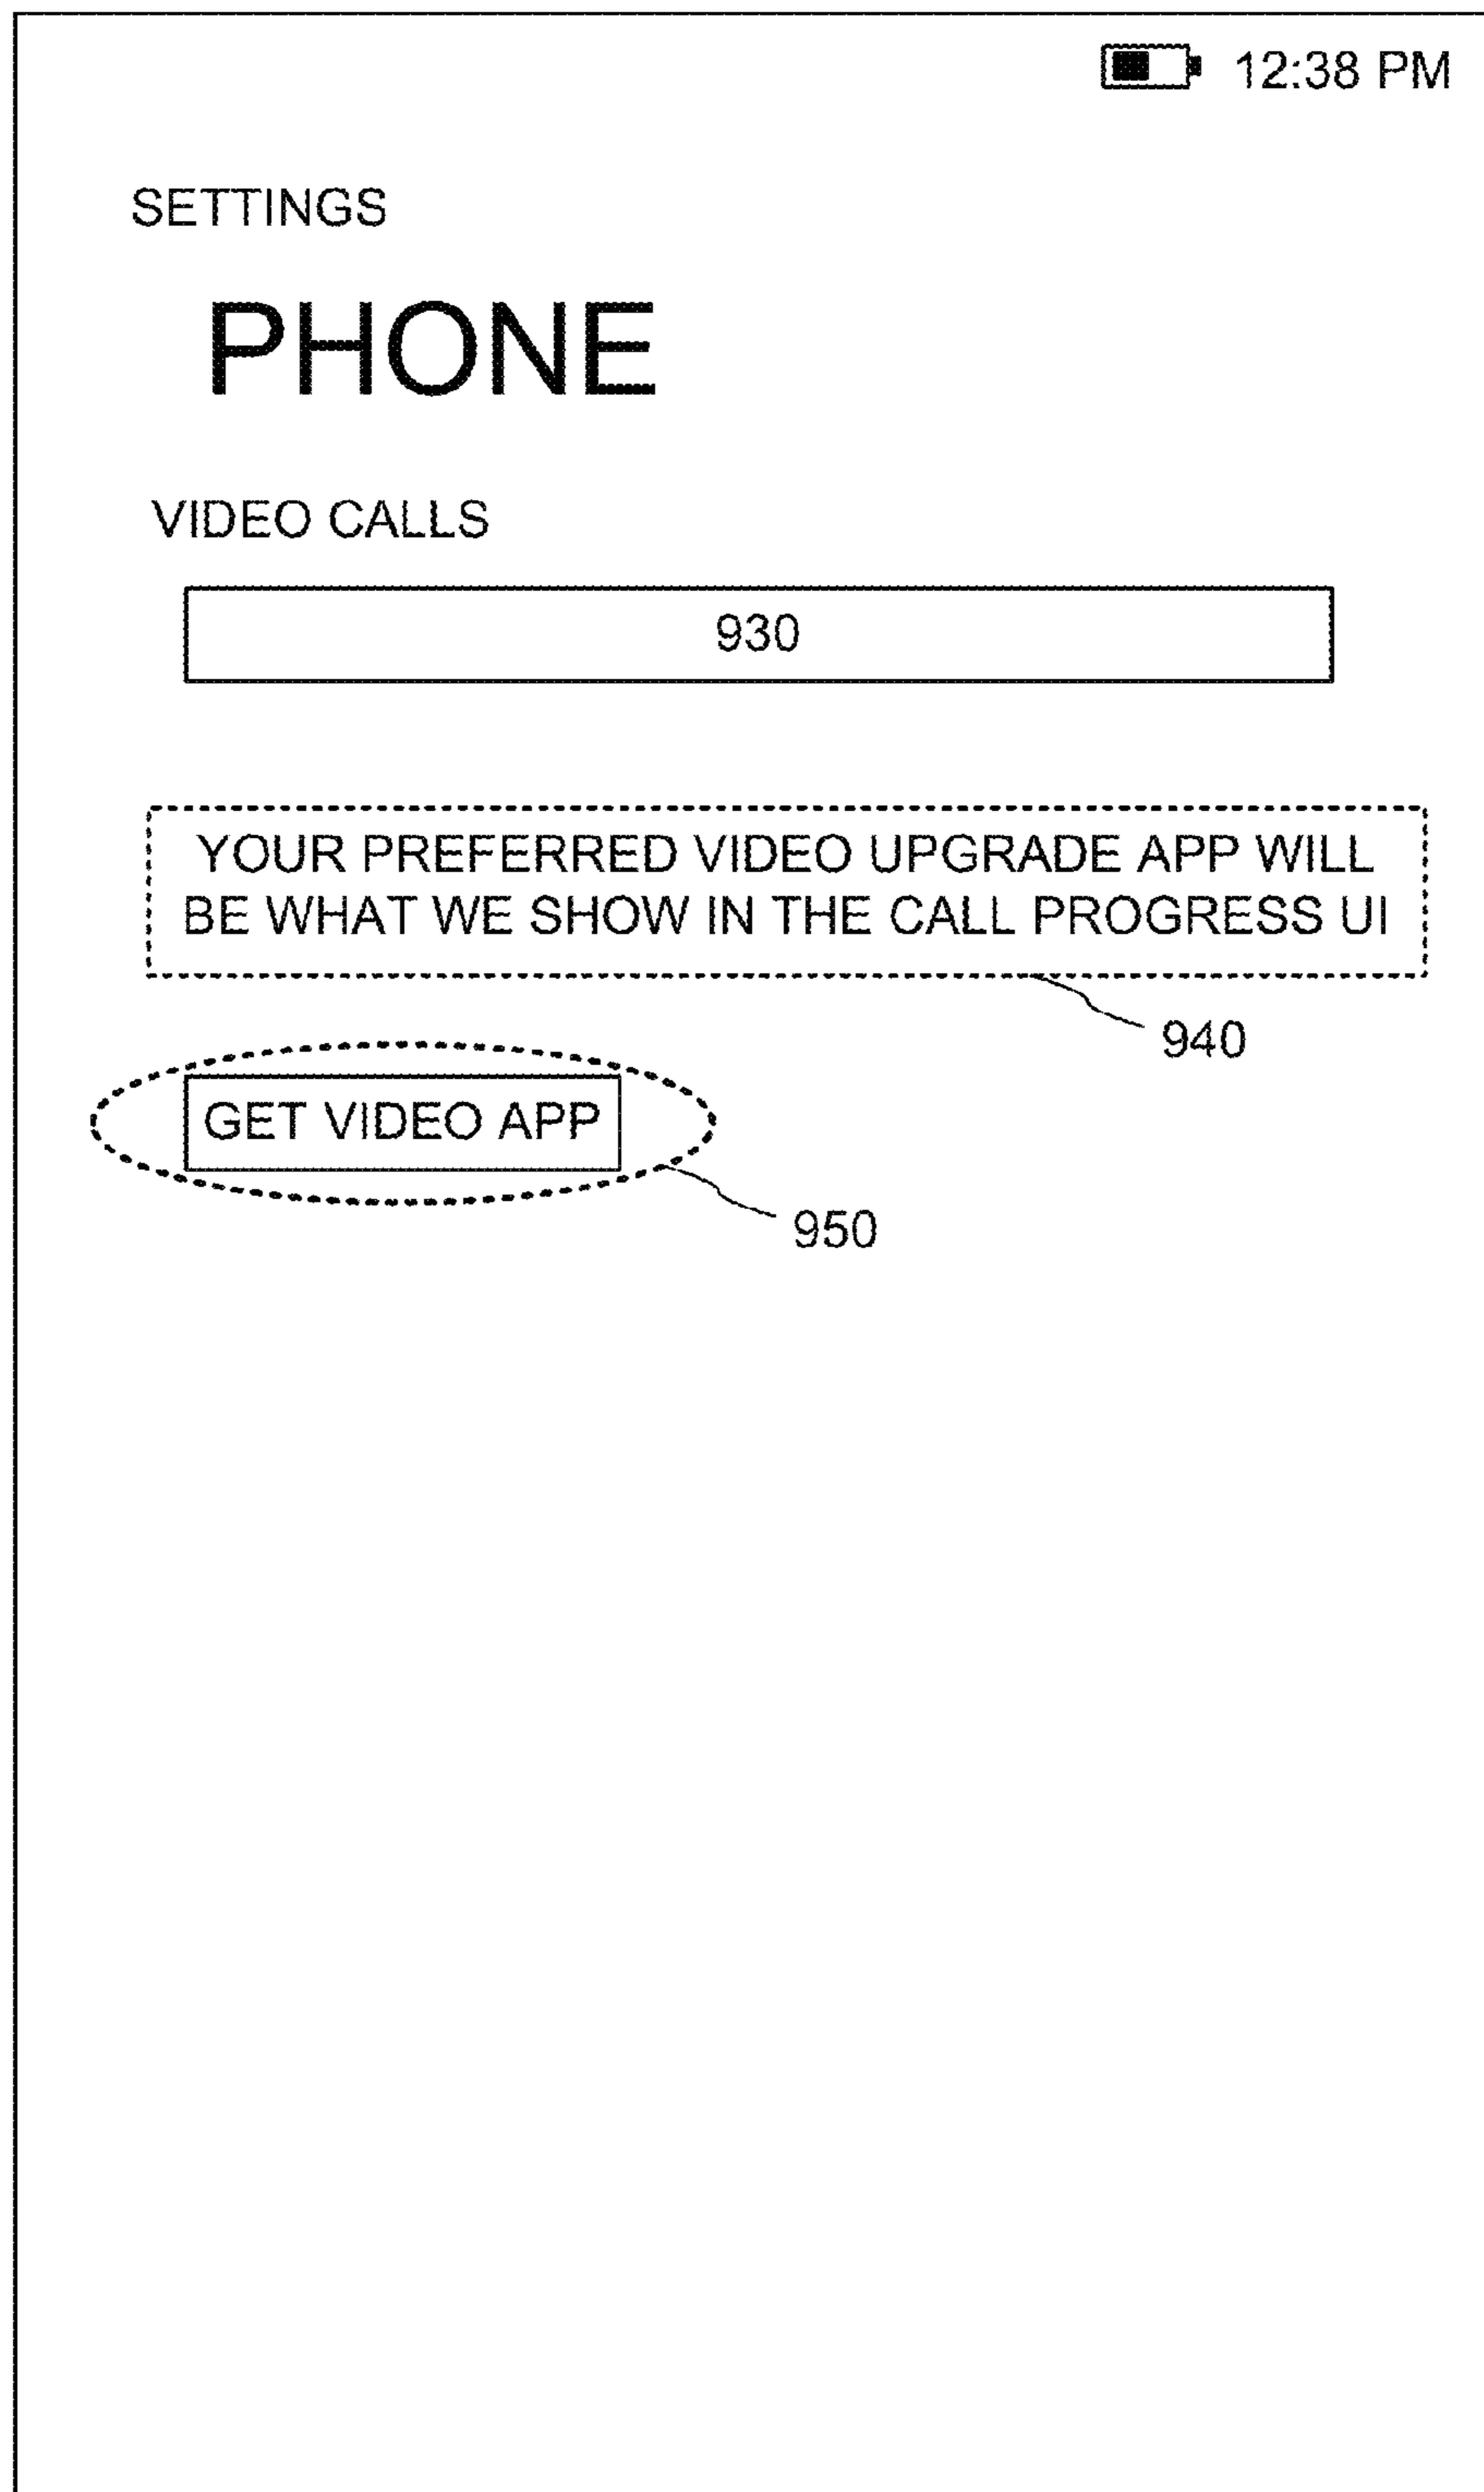 12:38 PM
SETTINGS
PHONE
VIDEO CALLS
930
YOUR PREFERRED VIDEO UPGRADE APP WILL
BE WHAT WE SHOW IN THE CALL PROGRESS UI
940
GET VIDEO APP
950